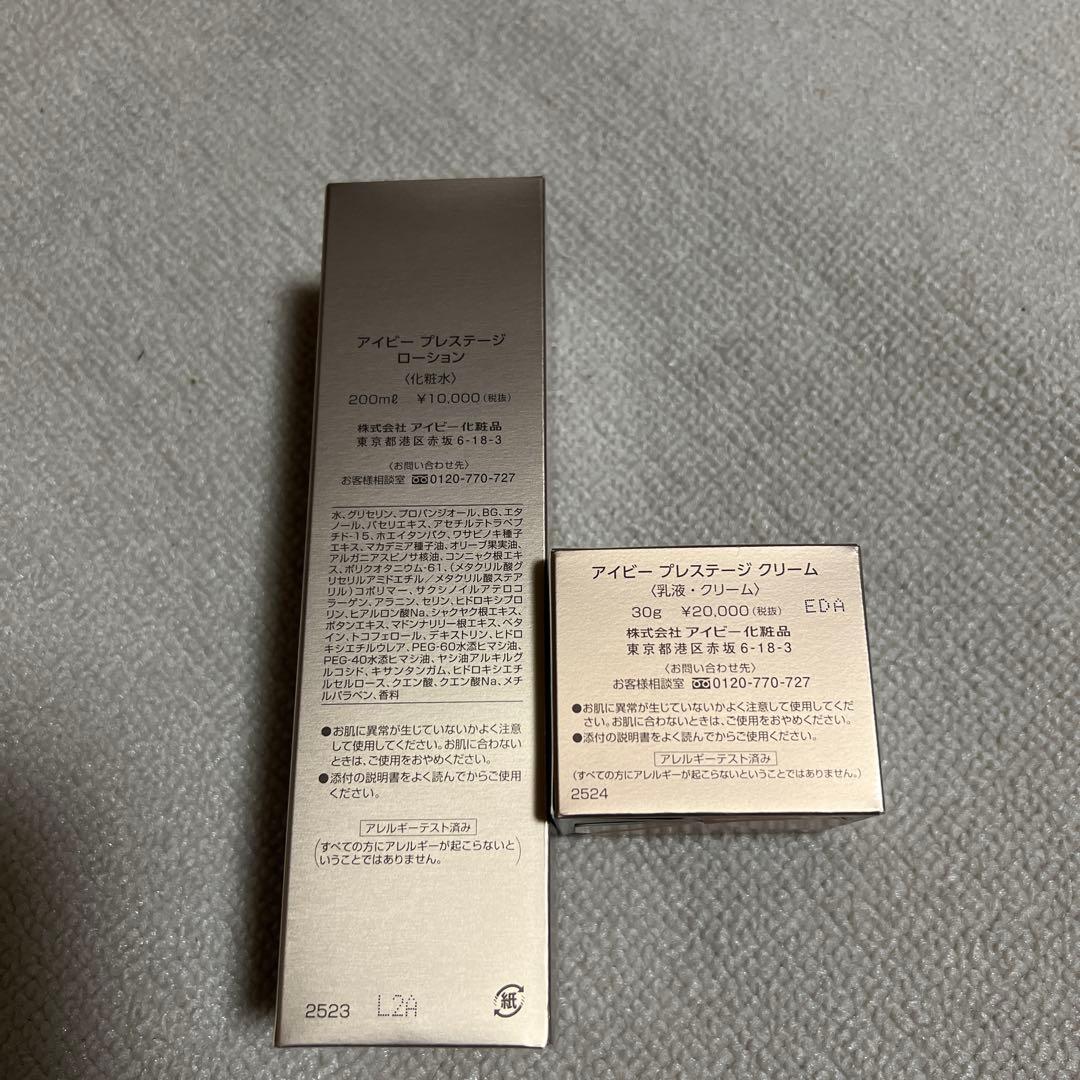 アイビー プレステージ
ローション
〈化粧水〉
200mℓ ￥10,000(税抜)
株式会社 アイビー化粧品
東京都港区赤坂6-18-3
〈お問い合わせ先〉
お客様相談室 0120-770-727
水、グリセリン、プロパンジオール、BG、エタ
ノール、パセリエキス、アセチルテトラペプ
チド-15、ホエイタンパク、ワサビノキ種子
エキス、マカデミア種子油、オリーブ果実油、
アルガニアスピノサ核油、コンニャク根エキ
ス、ポリクオタニウム-61、(メタクリル酸グ
リセリルアミドエチル／メタクリル酸ステア
リル)コポリマー、サクシノイルアテロコ
ラーゲン、アラニン、セリン、ヒドロキシプロ
リン、ヒアルロン酸Na、シャクヤク根エキス、
ボタンエキス、マドンナリリー根エキス、ベタ
イン、トコフェロール、デキストリン、ヒドロ
キシエチルウレア、PEG-60水添ヒマシ油、
PEG-40水添ヒマシ油、ヤシ油アルキルグ
ルコシド、キサンタンガム、ヒドロキシエチ
ルセルロース、クエン酸、クエン酸Na、メチ
ルパラベン、香料
●お肌に異常が生じていないかよく注意
して使用してください。お肌に合わない
ときは、ご使用をおやめください。
●添付の説明書をよく読んでからご使用
ください。
アレルギーテスト済み
(すべての方にアレルギーが起こらないと
いうことではありません。)
2523 L2A 紙
アイビー プレステージ クリーム
〈乳液・クリーム〉
30g ￥20,000(税抜) EDA
株式会社 アイビー化粧品
東京都港区赤坂6-18-3
〈お問い合わせ先〉
お客様相談室 0120-770-727
●お肌に異常が生じていないかよく注意して使用してくだ
さい。お肌に合わないときは、ご使用をおやめください。
●添付の説明書をよく読んでからご使用ください。
アレルギーテスト済み
(すべての方にアレルギーが起こらないということではありません。)
2524